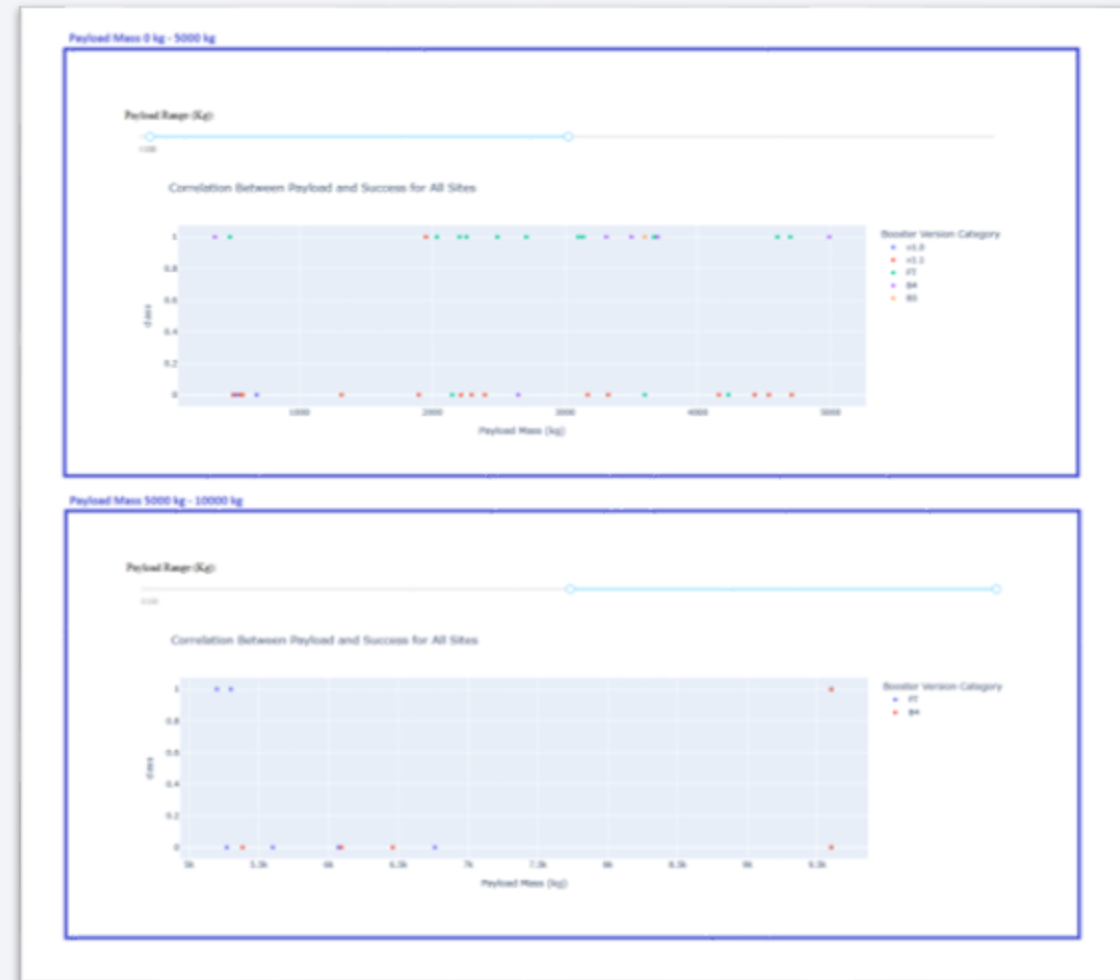 Payload Mass 0 kg - 5000 kg
Payload Range (Kg):
Correlation Between Payload and Success for All Sites
Booster Version Category
v1.0
v1.1
FT
B4
B5
1
0.8
0.6
0.4
0.2
0
class
1000 2000 3000 4000 5000
Payload Mass (kg)
Payload Mass 5000 kg - 10000 kg
Payload Range (Kg):
Correlation Between Payload and Success for All Sites
Booster Version Category
FT
B4
1
0.8
0.6
0.4
0.2
0
class
5k 5.5k 6k 6.5k 7k 7.5k 8k 8.5k 9k 9.5k
Payload Mass (kg)